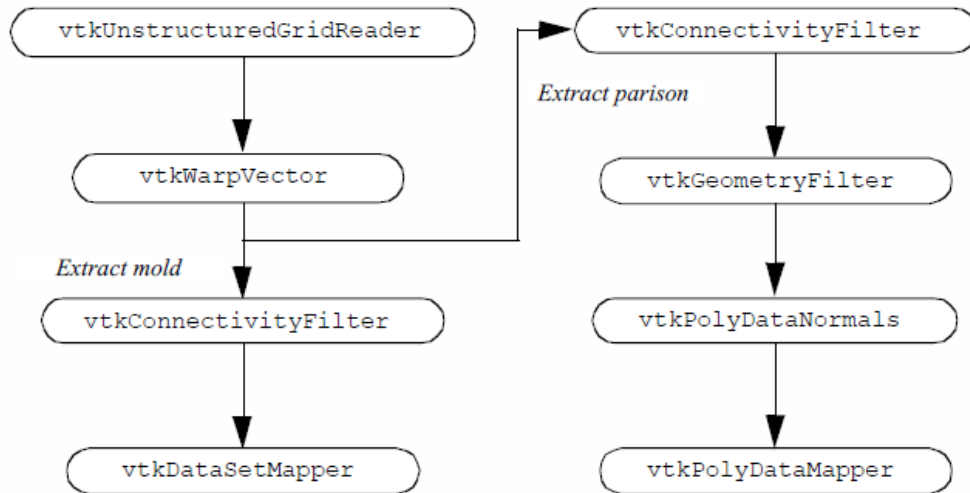 vtkUnstructuredGridReader
vtkWarpVector
Extract mold
vtkConnectivityFilter
vtkDataSetMapper
vtkConnectivityFilter
Extract parison
vtkGeometryFilter
vtkPolyDataNormals
vtkPolyDataMapper